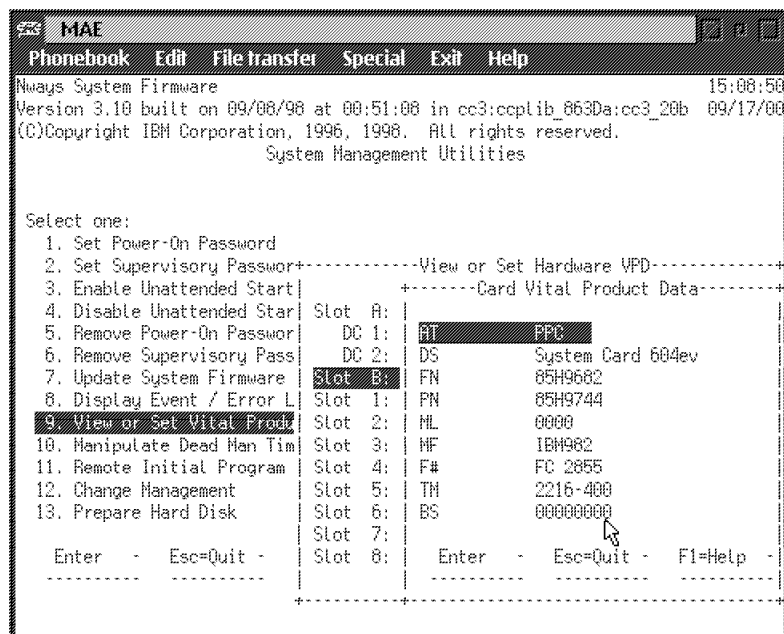 MAE
Phonebook Edit File transfer Special Exit Help
Nways System Firmware 15:08:50
Version 3.10 built on 09/08/98 at 00:51:08 in cc3:ccplib_863Da:cc3_20b 09/17/00
(C)Copyright IBM Corporation, 1996, 1998. All rights reserved.
System Management Utilities
Select one:
1. Set Power-On Password
2. Set Supervisory Passwor+------------View or Set Hardware VPD------------+
3. Enable Unattended Start| +-------Card Vital Product Data--------+
4. Disable Unattended Star| Slot A: |
5. Remove Power-On Passwor| DC 1: | AT PPC
6. Remove Supervisory Pass| DC 2: | DS System Card 604ev
7. Update System Firmware | Slot B: | FN 85H9682
8. Display Event / Error L| Slot 1: | PN 85H9744
9. View or Set Vital Produ| Slot 2: | ML 0000
10. Manipulate Dead Man Tim| Slot 3: | MF IBM982
11. Remote Initial Program | Slot 4: | F# FC 2855
12. Change Management | Slot 5: | TM 2216-400
13. Prepare Hard Disk | Slot 6: | BS 00000000
| Slot 7: |
Enter - Esc=Quit - | Slot 8: | Enter - Esc=Quit - F1=Help -|